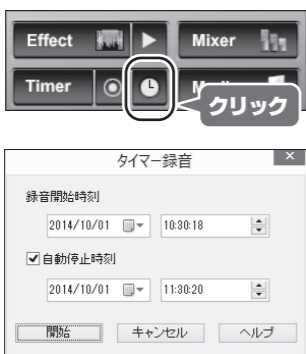 Effect
Mixer
Timer
クリック
タイマー録音
録音開始時刻
2014/10/01 10:30:18
自動停止時刻
2014/10/01 11:30:20
開始 キャンセル ヘルプ